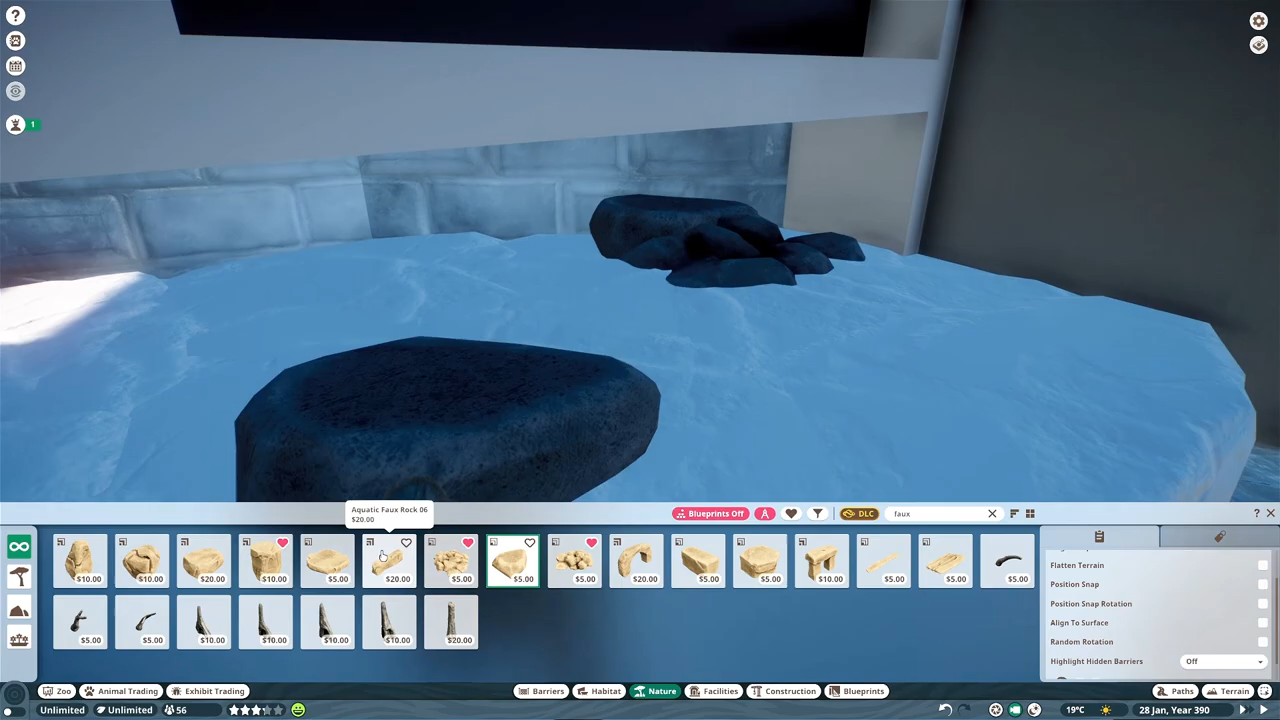 ?
1
Aquatic Faux Rock 06
$20.00
Blueprints Off
DLC
faux
?
$10.00
$10.00
$20.00
$10.00
$5.00
$20.00
$5.00
$5.00
$5.00
$20.00
$5.00
$5.00
$10.00
$5.00
$5.00
$5.00
$5.00
$5.00
$10.00
$10.00
$10.00
$10.00
$20.00
Flatten Terrain
Position Snap
Position Snap Rotation
Align To Surface
Random Rotation
Highlight Hidden Barriers
Off
Zoo
Animal Trading
Exhibit Trading
Barriers
Habitat
Nature
Facilities
Construction
Blueprints
Paths
Terrain
Unlimited
Unlimited
56
19°C
28 Jan, Year 390